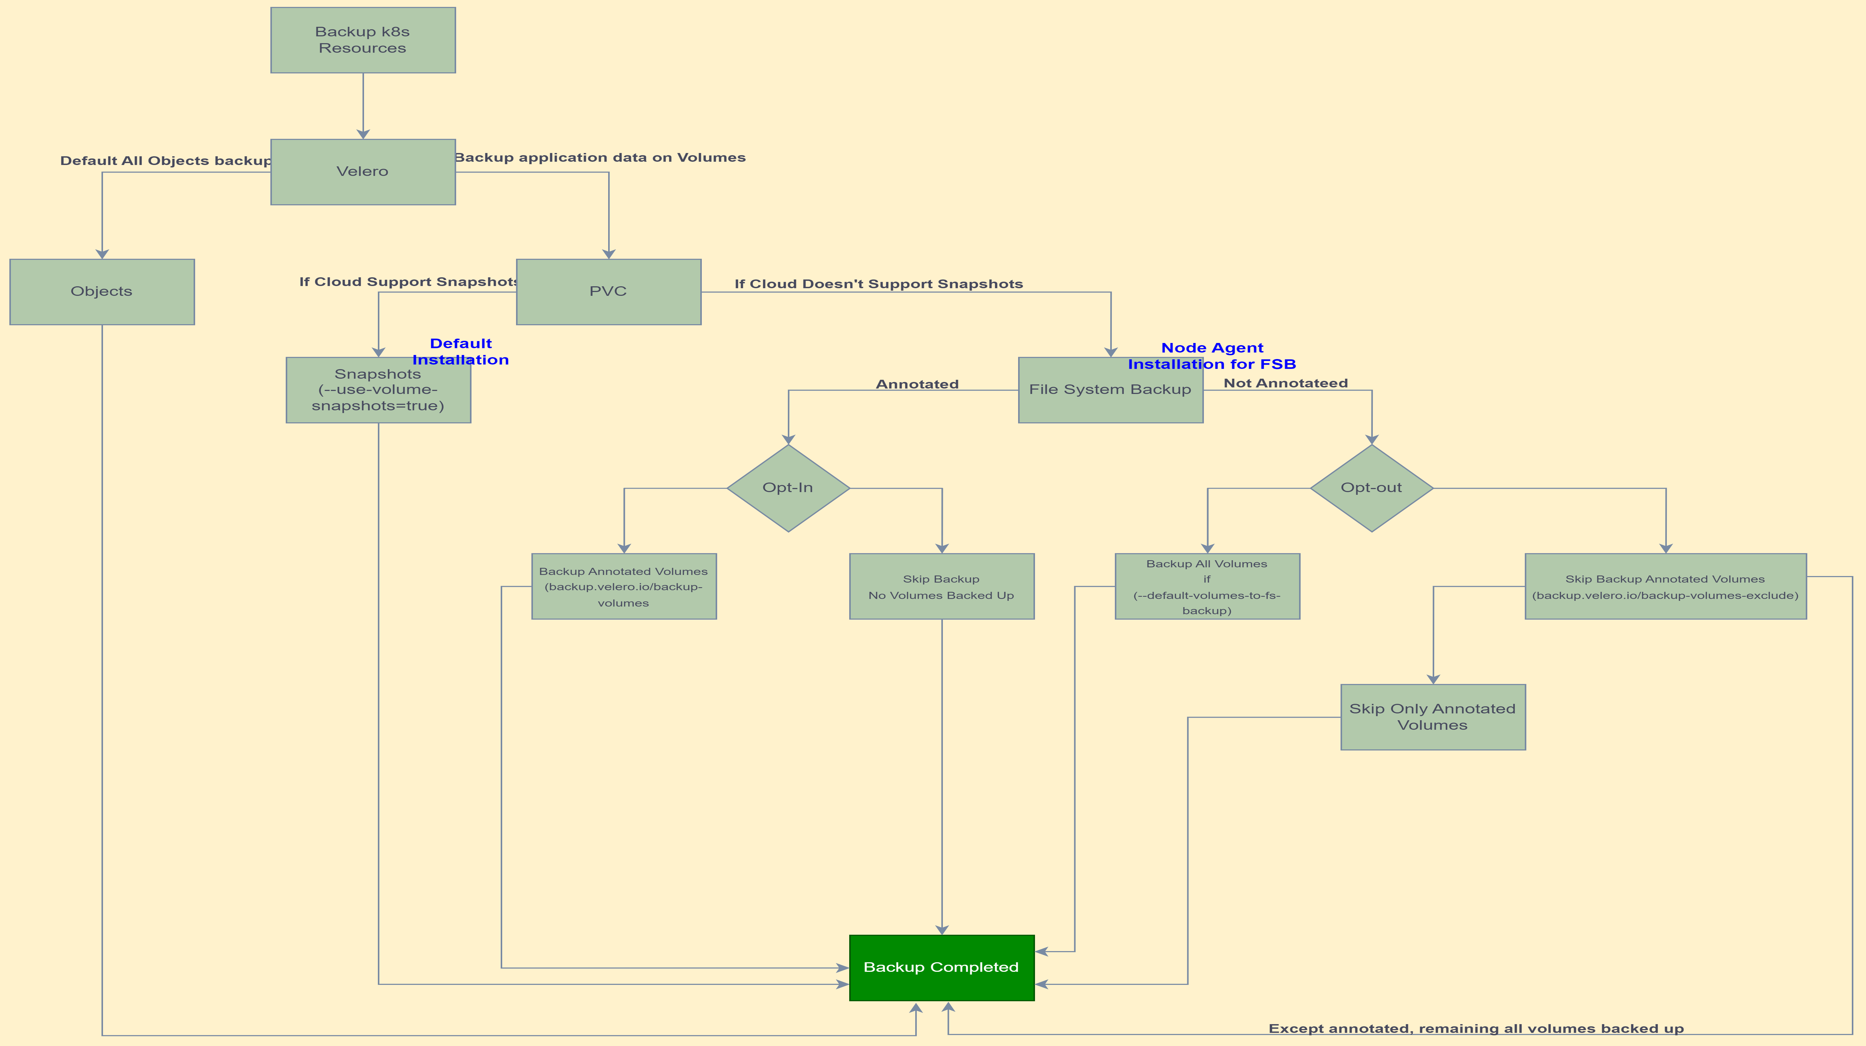 Backup k8s
Resources
Default All Objects backup
Velero
Backup application data on Volumes
Objects
If Cloud Support Snapshots
PVC
If Cloud Doesn't Support Snapshots
Default
Installation
Snapshots
(--use-volume-
snapshots=true)
Node Agent
Installation for FSB
Annotated
File System Backup
Not Annotateed
Opt-In
Opt-out
Backup Annotated Volumes
(backup.velero.io/backup-
volumes
Skip Backup
No Volumes Backed Up
Backup All Volumes
if
(--default-volumes-to-fs-
backup)
Skip Backup Annotated Volumes
(backup.velero.io/backup-volumes-exclude)
Skip Only Annotated
Volumes
Backup Completed
Except annotated, remaining all volumes backed up